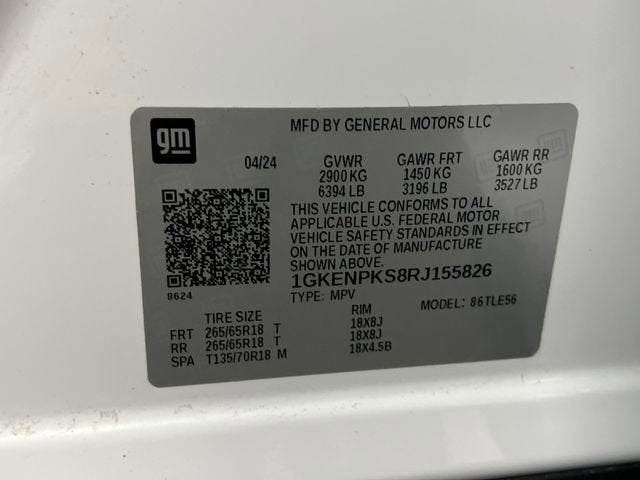 gm
MFD BY GENERAL MOTORS LLC
04/24 GVWR GAWR FRT GAWR RR
2900 KG 1450 KG 1600 KG
6394 LB 3196 LB 3527 LB
THIS VEHICLE CONFORMS TO ALL
APPLICABLE U.S. FEDERAL MOTOR
VEHICLE SAFETY STANDARDS IN EFFECT
ON THE DATE OF MANUFACTURE
SHOWN ABOVE.
1GKENPKS8RJ155826
8624
TYPE: MPV MODEL: 86TLE56
TIRE SIZE RIM
FRT 265/65R18 T 18X8J
RR 265/65R18 T 18X8J
SPA T135/70R18 M 18X4.5B